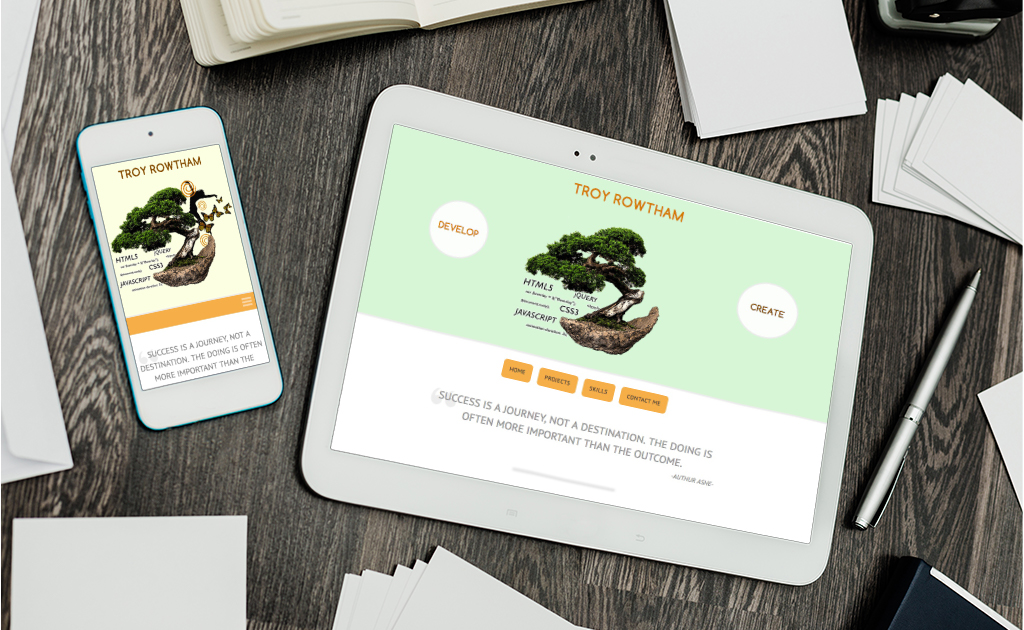 TROY ROWTHAM
HTML5
JQUERY
CSS3
JAVASCRIPT
SUCCESS IS A JOURNEY, NOT A
DESTINATION. THE DOING IS OFTEN
MORE IMPORTANT THAN THE
TROY ROWTHAM
DEVELOP
HTML5
JQUERY
CSS3
JAVASCRIPT
CREATE
HOME
PROJECTS
SKILLS
CONTACT ME
SUCCESS IS A JOURNEY, NOT A DESTINATION. THE DOING IS
OFTEN MORE IMPORTANT THAN THE OUTCOME.
-AUTHUR ASHE-